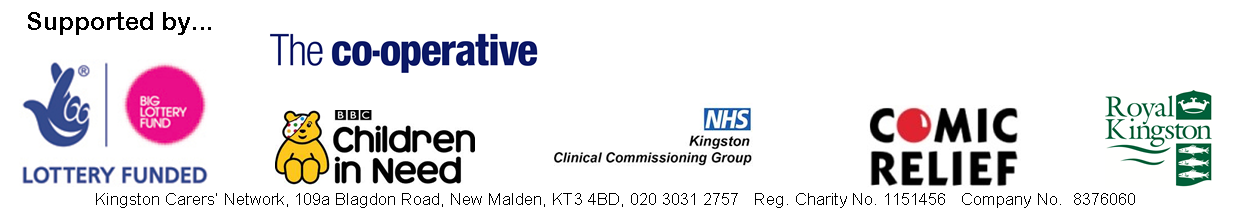 Supported by...
The co-operative
BIG
LOTTERY
FUND
LOTTERY FUNDED
BBC
Children
in Need
NHS
Kingston
Clinical Commissioning Group
COMIC
RELIEF
Royal
Kingston
Kingston Carers' Network, 109a Blagdon Road, New Malden, KT3 4BD, 020 3031 2757 Reg. Charity No. 1151456 Company No. 8376060